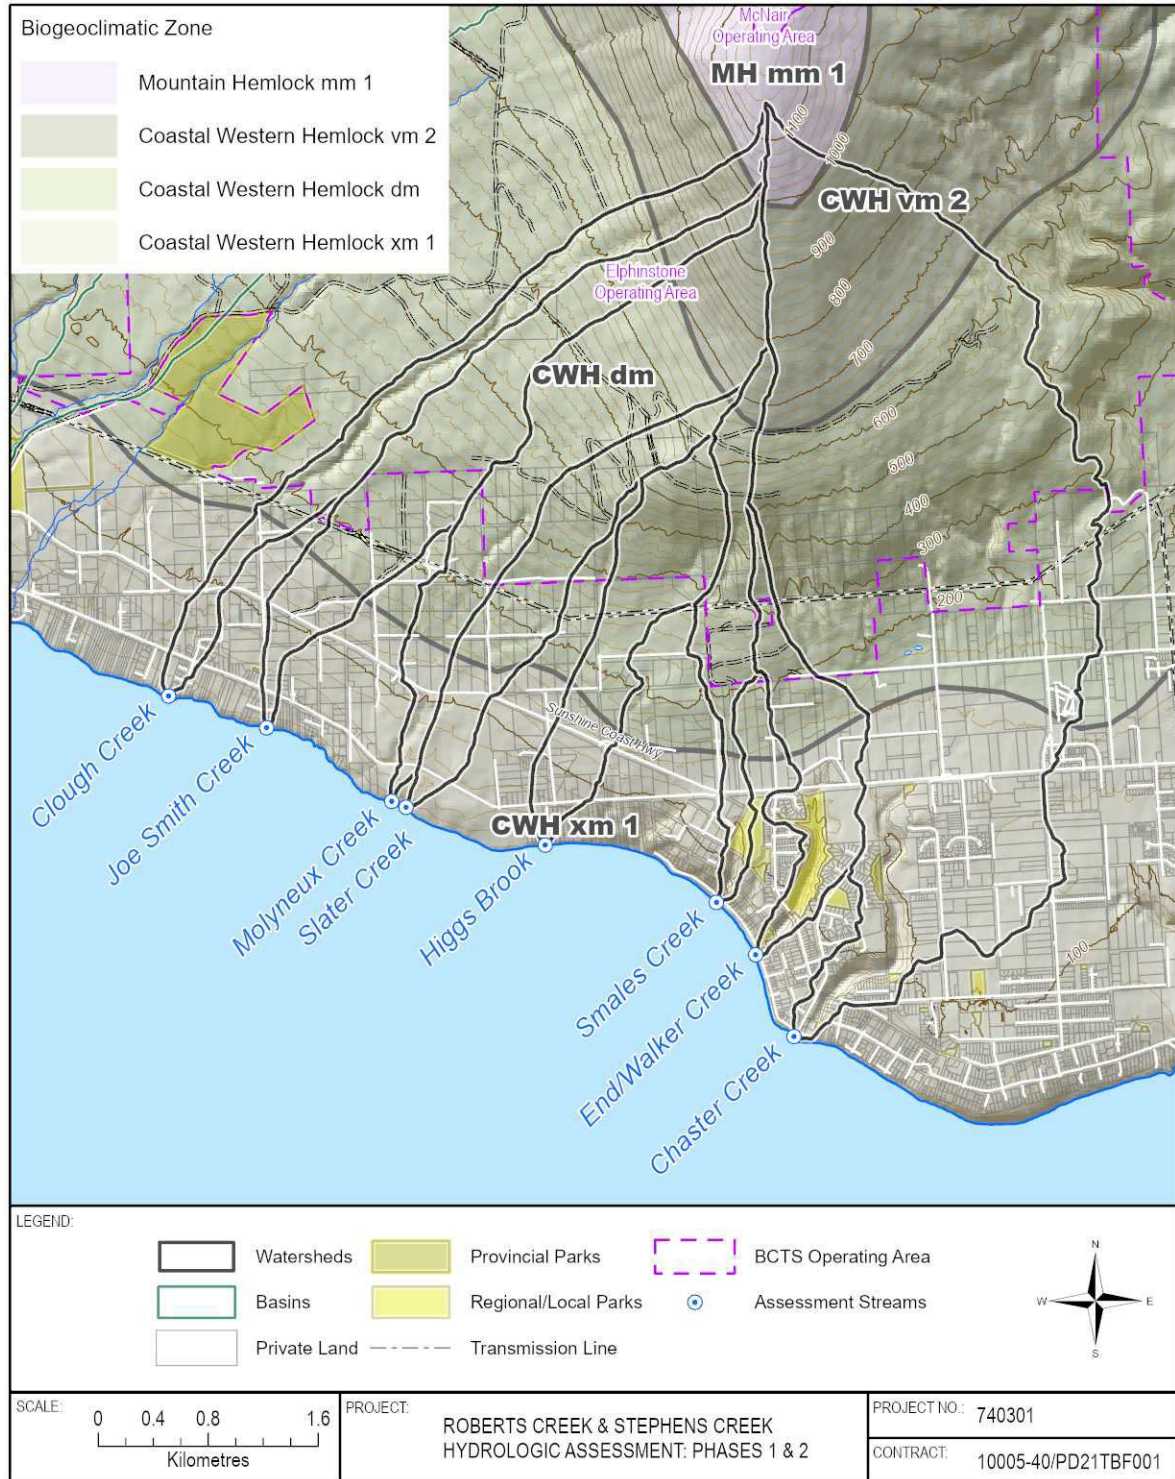 Biogeoclimatic Zone
Mountain Hemlock mm 1
Coastal Western Hemlock vm 2
Coastal Western Hemlock dm
Coastal Western Hemlock xm 1
McNair
Operating Area
MH mm 1
1100
1000
CWH vm 2
900
800
700
600
500
400
300
200
Elphinstone
Operating Area
CWH dm
Sunshine Coast Hwy
CWH xm 1
100
Clough Creek
Joe Smith Creek
Molyneux Creek
Slater Creek
Higgs Brook
Smales Creek
End/Walker Creek
Chaster Creek
LEGEND:
Watersheds
Provincial Parks
BCTS Operating Area
Basins
Regional/Local Parks
Assessment Streams
Private Land
Transmission Line
N
W
E
S
SCALE:
0 0.4 0.8 1.6
Kilometres
PROJECT:
ROBERTS CREEK & STEPHENS CREEK
HYDROLOGIC ASSESSMENT: PHASES 1 & 2
PROJECT NO.: 740301
CONTRACT: 10005-40/PD21TBF001